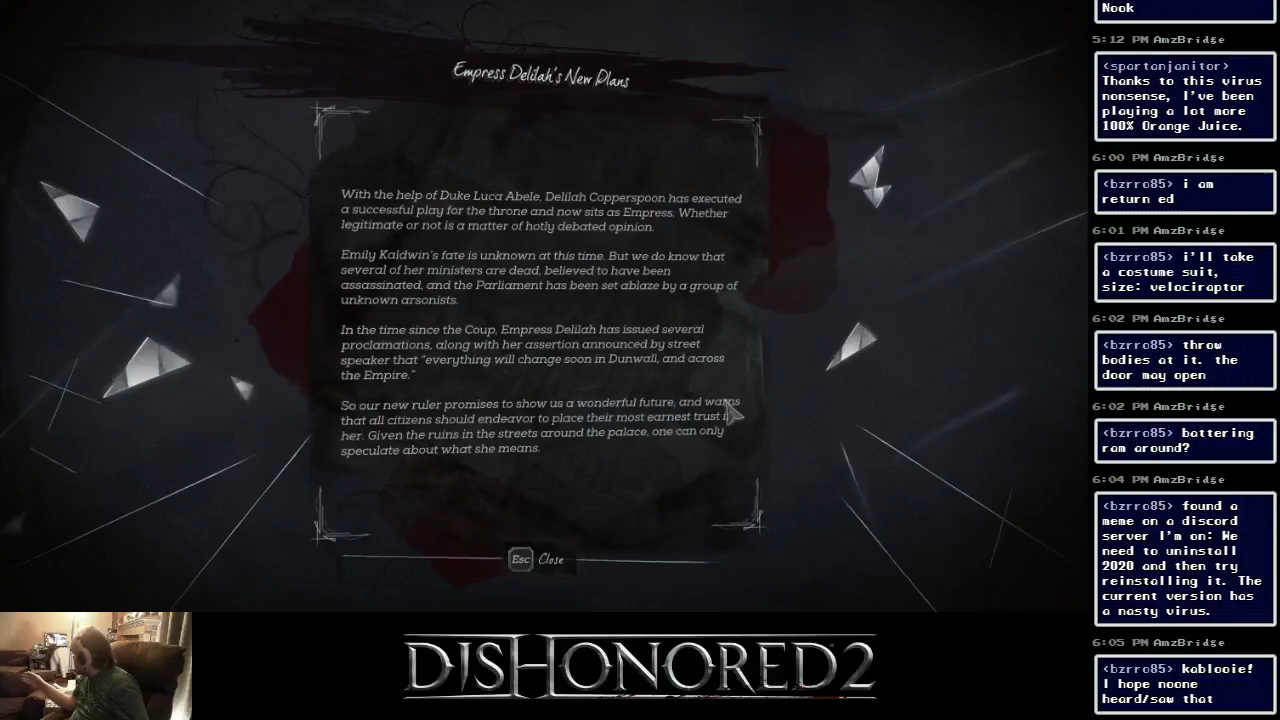 Empress Delilah's New Plans
With the help of Duke Luca Abele, Delilah Copperspoon has executed
a successful play for the throne and now sits as Empress. Whether
legitimate or not is a matter of hotly debated opinion.
Emily Kaldwin's fate is unknown at this time. But we do know that
several of her ministers are dead, believed to have been
assassinated, and the Parliament has been set ablaze by a group of
unknown arsonists.
In the time since the Coup, Empress Delilah has issued several
proclamations, along with her assertion announced by street
speaker that "everything will change soon in Dunwall, and across
the Empire."
So our new ruler promises to show us a wonderful future, and warns
that all citizens should endeavor to place their most earnest trust in
her. Given the ruins in the streets around the palace, one can only
speculate about what she means.
Esc Close
DISHONORED 2
Nook
5:12 PM AmzBridge
<spartanjanitor>
Thanks to this virus
nonsense, I've been
playing a lot more
100% Orange Juice.
6:00 PM AmzBridge
<bzrro85> i am
return ed
6:01 PM AmzBridge
<bzrro85> i'll take
a costume suit,
size: velociraptor
6:02 PM AmzBridge
<bzrro85> throw
bodies at it. the
door may open
6:02 PM AmzBridge
<bzrro85> battering
ram around?
6:04 PM AmzBridge
<bzrro85> found a
meme on a discord
server I'm on: We
need to uninstall
2020 and then try
reinstalling it. The
current version has
a nasty virus.
6:05 PM AmzBridge
<bzrro85> kablooie!
I hope noone
heard/saw that